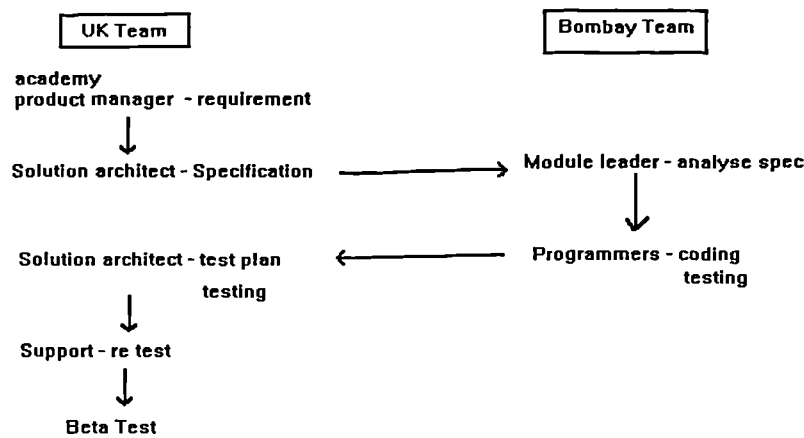 UK Team
Bombay Team
academy
product manager - requirement
Solution architect - Specification
Module leader - analyse spec
Solution architect - test plan
testing
Programmers - coding
testing
Support - re test
Beta Test